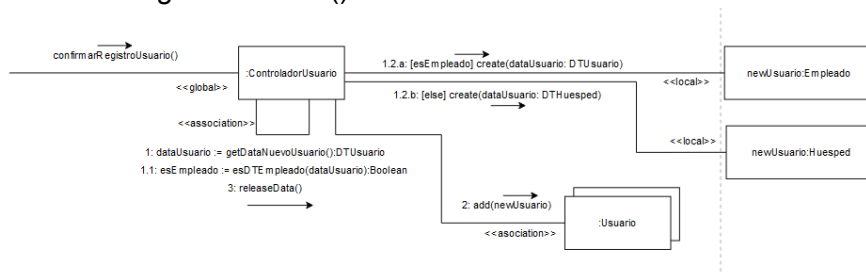 confirmarRegistroUsuario()
<<global>>
:ControladorUsuario
1.2.a: [esEmpleado] create(dataUsuario: DTUsuario)
<<local>>
newUsuario:Empleado
1.2.b: [else] create(dataUsuario: DTHuesped)
<<association>>
<<local>>
newUsuario:Huesped
1: dataUsuario := getDataNuevoUsuario():DTUsuario
1.1: esEmpleado := esDTEmpleado(dataUsuario):Boolean
3: releaseData()
2: add(newUsuario)
<<asociation>>
:Usuario